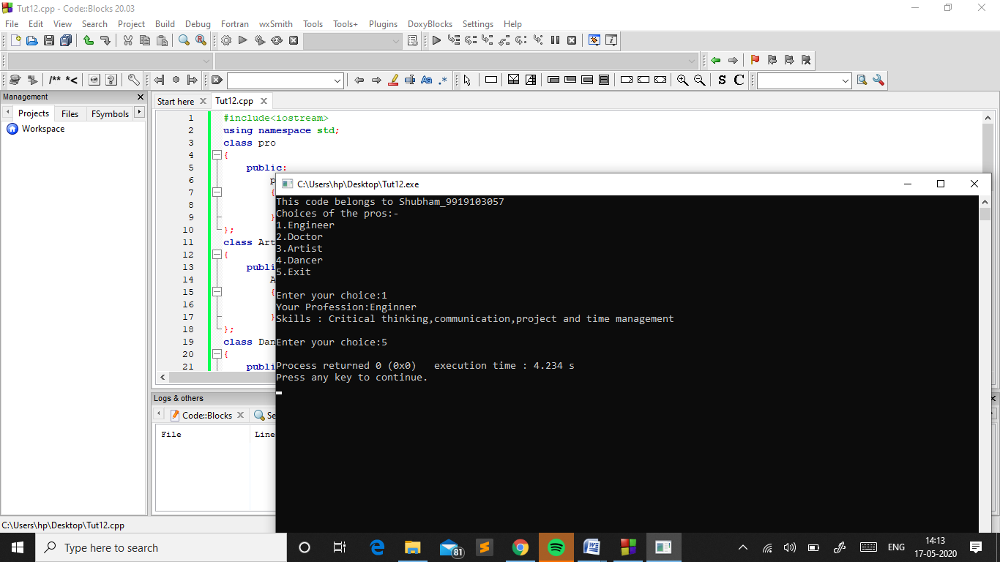 Tut12.cpp - Code::Blocks 20.03
File Edit View Search Project Build Debug Fortran wxSmith Tools Tools+ Plugins DoxyBlocks Settings Help
/** *<
Aa .*
S C
Management
Projects Files FSymbols
Workspace
Start here Tut12.cpp
1 #include<iostream>
2 using namespace std;
3 class pro
4 {
5 public:
6 p
7 {
8
9 }
10 };
11 class Art
12 {
13 publi
14 A
15 {
16
17 }
18 };
19 class Dan
20 {
21 publi
C:\Users\hp\Desktop\Tut12.exe
This code belongs to Shubham_9919103057
Choices of the pros:-
1.Engineer
2.Doctor
3.Artist
4.Dancer
5.Exit
Enter your choice:1
Your Profession:Enginner
Skills : Critical thinking,communication,project and time management
Enter your choice:5
Process returned 0 (0x0) execution time : 4.234 s
Press any key to continue.
Logs & others
Code::Blocks Se
File Line
C:\Users\hp\Desktop\Tut12.cpp
Type here to search
81
ENG
14:13
17-05-2020